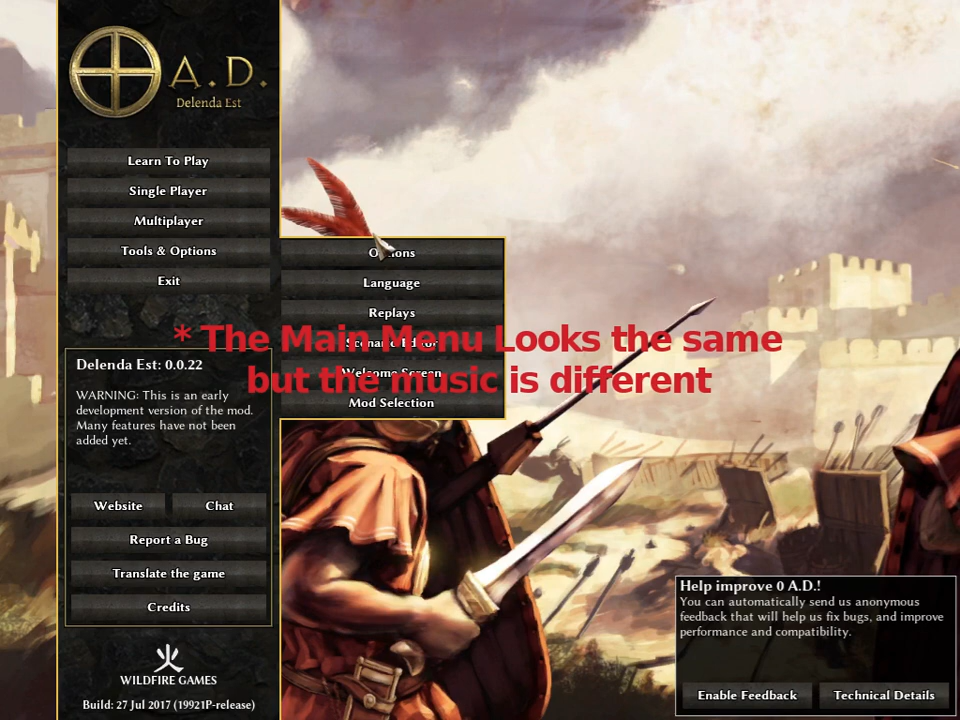 A.D.
Delenda Est
Learn To Play
Single Player
Multiplayer
Tools & Options
Exit
Options
Language
Replays
Scenario Editor
Welcome Screen
Mod Selection
* The Main Menu Looks the same
but the music is different
Delenda Est: 0.0.22
WARNING: This is an early
development version of the mod.
Many features have not been
added yet.
Website
Chat
Report a Bug
Translate the game
Credits
WILDFIRE GAMES
Build: 27 Jul 2017 (19921P-release)
Help improve 0 A.D.!
You can automatically send us anonymous
feedback that will help us fix bugs, and improve
performance and compatibility.
Enable Feedback
Technical Details